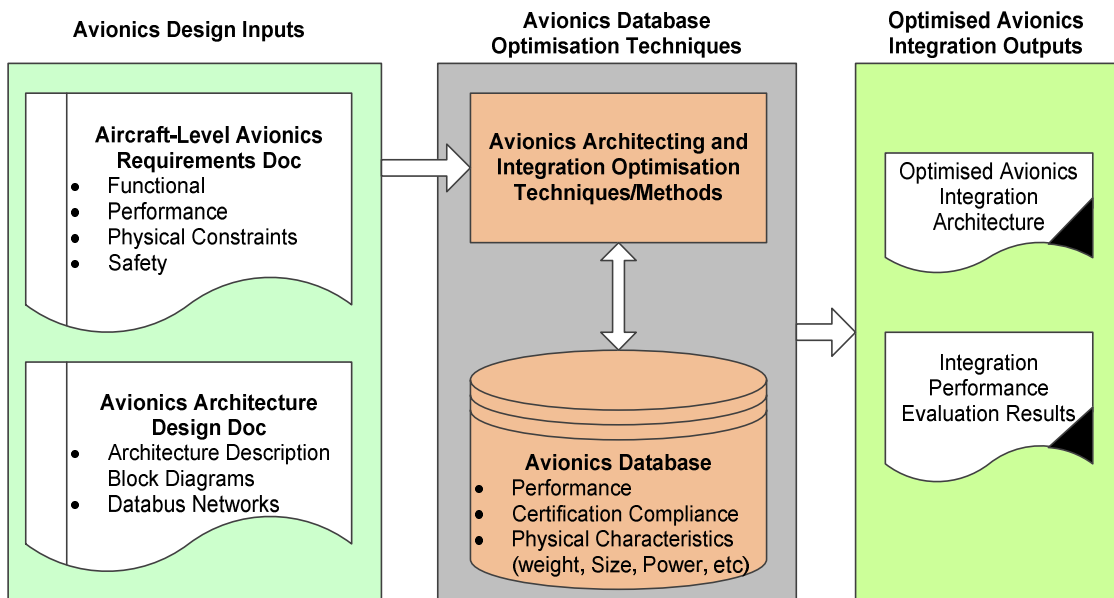 Avionics Design Inputs
Aircraft-Level Avionics
Requirements Doc
• Functional
• Performance
• Physical Constraints
• Safety
Avionics Architecture
Design Doc
• Architecture Description
Block Diagrams
• Databus Networks
Avionics Database
Optimisation Techniques
Avionics Architecting and
Integration Optimisation
Techniques/Methods
Avionics Database
• Performance
• Certification Compliance
• Physical Characteristics
(weight, Size, Power, etc)
Optimised Avionics
Integration Outputs
Optimised Avionics
Integration
Architecture
Integration
Performance
Evaluation Results